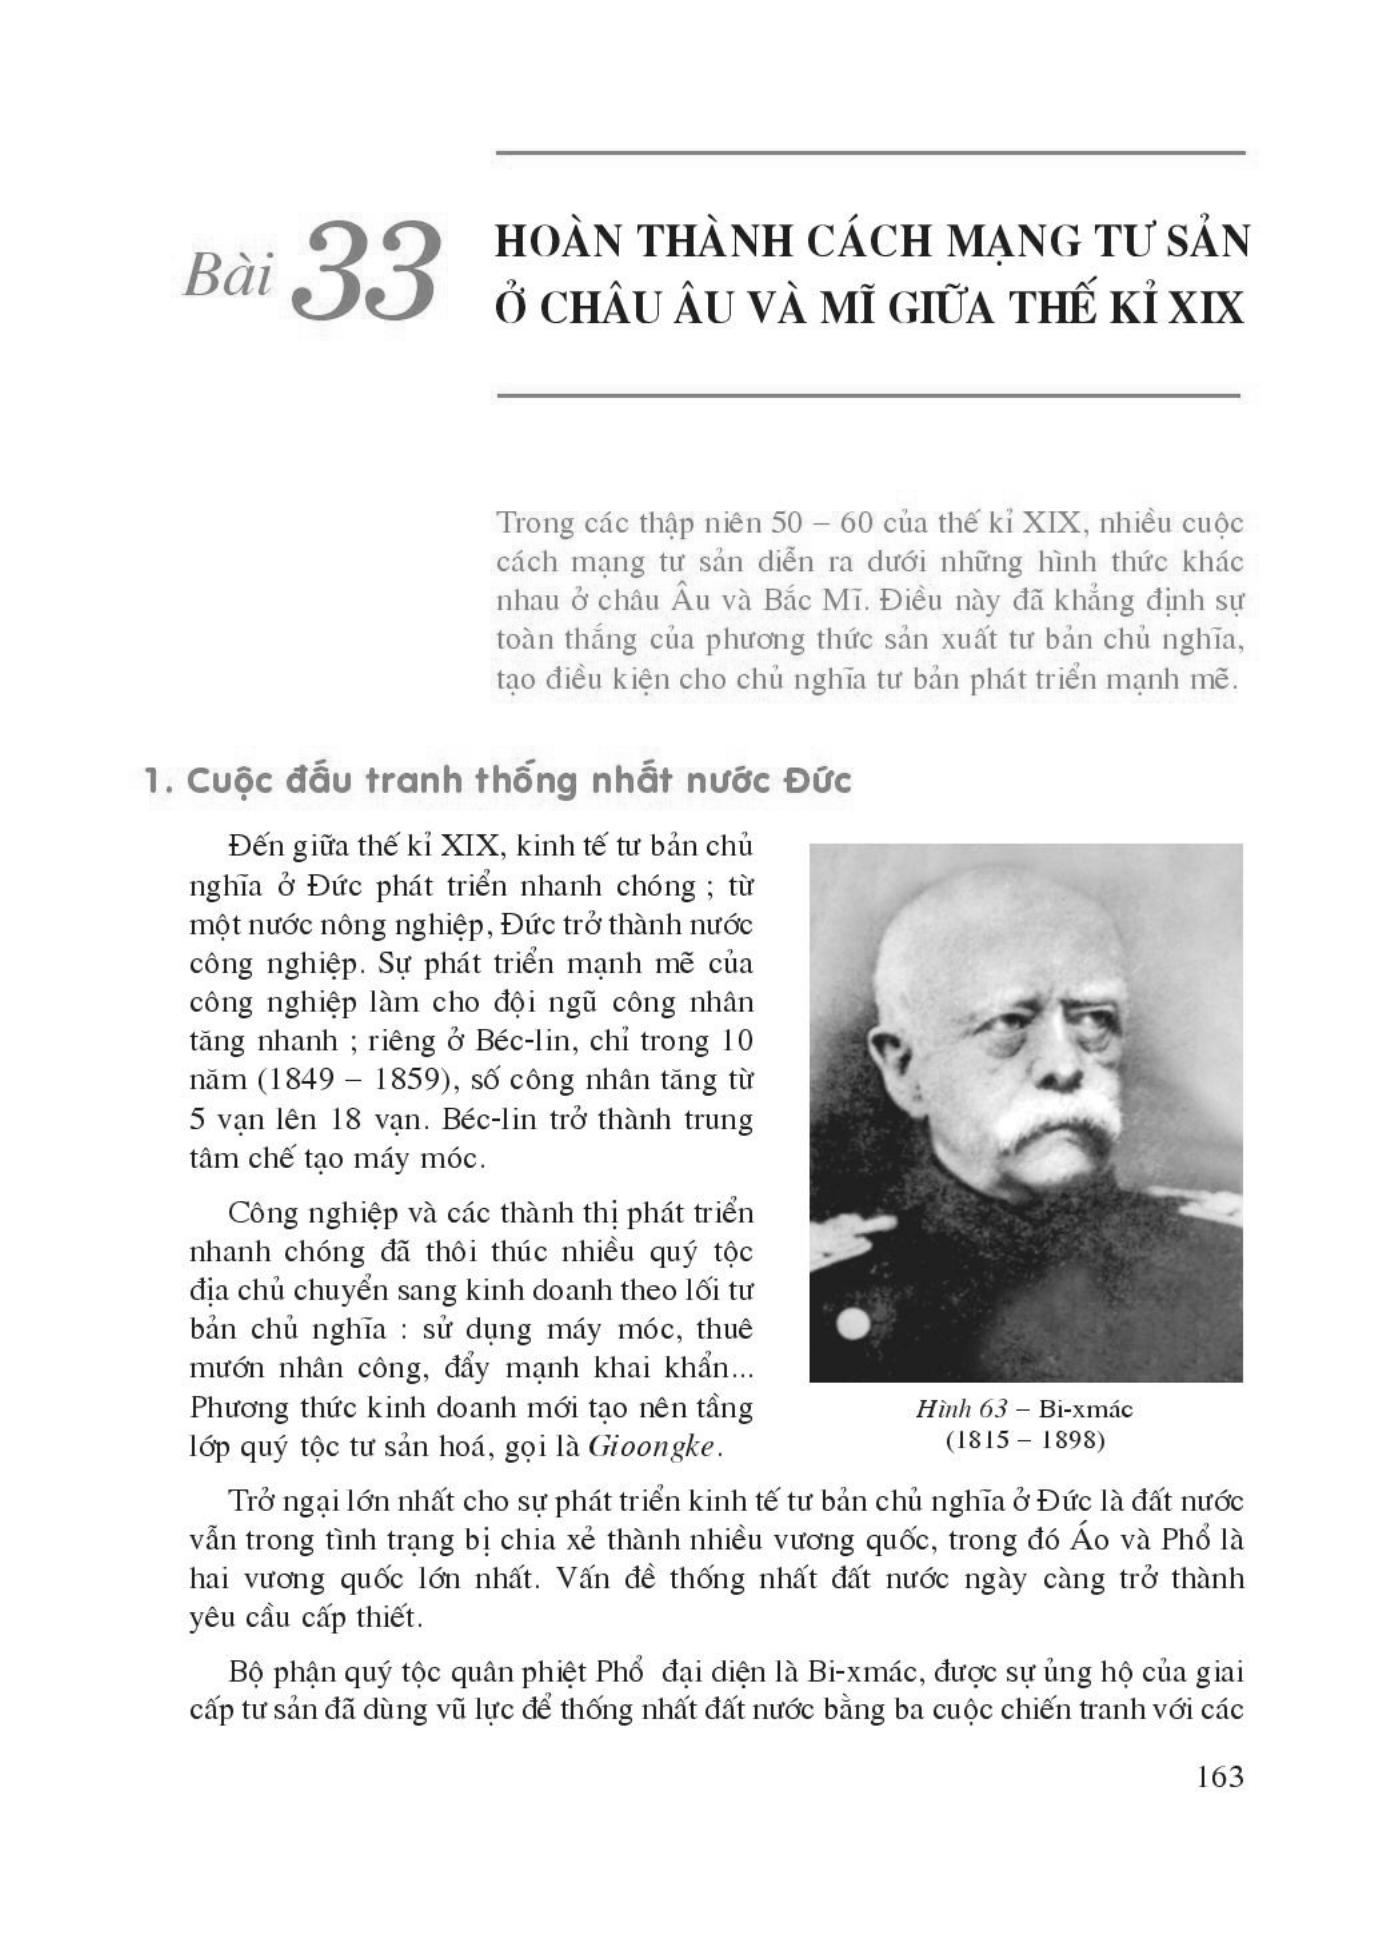 Bài 33
HOÀN THÀNH CÁCH MẠNG TƯ SẢN
Ở CHÂU ÂU VÀ MĨ GIỮA THẾ KỈ XIX
Trong các thập niên 50 – 60 của thế kỉ XIX, nhiều cuộc
cách mạng tư sản diễn ra dưới những hình thức khác
nhau ở châu Âu và Bắc Mĩ. Điều này đã khẳng định sự
toàn thắng của phương thức sản xuất tư bản chủ nghĩa,
tạo điều kiện cho chủ nghĩa tư bản phát triển mạnh mẽ.
1. Cuộc đấu tranh thống nhất nước Đức
Đến giữa thế kỉ XIX, kinh tế tư bản chủ
nghĩa ở Đức phát triển nhanh chóng ; từ
một nước nông nghiệp, Đức trở thành nước
công nghiệp. Sự phát triển mạnh mẽ của
công nghiệp làm cho đội ngũ công nhân
tăng nhanh ; riêng ở Béc-lin, chỉ trong 10
năm (1849 – 1859), số công nhân tăng từ
5 vạn lên 18 vạn. Béc-lin trở thành trung
tâm chế tạo máy móc.
Công nghiệp và các thành thị phát triển
nhanh chóng đã thôi thúc nhiều quý tộc
địa chủ chuyển sang kinh doanh theo lối tư
bản chủ nghĩa : sử dụng máy móc, thuê
mướn nhân công, đẩy mạnh khai khẩn...
Phương thức kinh doanh mới tạo nên tầng
lớp quý tộc tư sản hoá, gọi là Gioongke.
Hình 63 – Bi-xmác
(1815 – 1898)
Trở ngại lớn nhất cho sự phát triển kinh tế tư bản chủ nghĩa ở Đức là đất nước
vẫn trong tình trạng bị chia xẻ thành nhiều vương quốc, trong đó Áo và Phổ là
hai vương quốc lớn nhất. Vấn đề thống nhất đất nước ngày càng trở thành
yêu cầu cấp thiết.
Bộ phận quý tộc quân phiệt Phổ đại diện là Bi-xmác, được sự ủng hộ của giai
cấp tư sản đã dùng vũ lực để thống nhất đất nước bằng ba cuộc chiến tranh với các
163